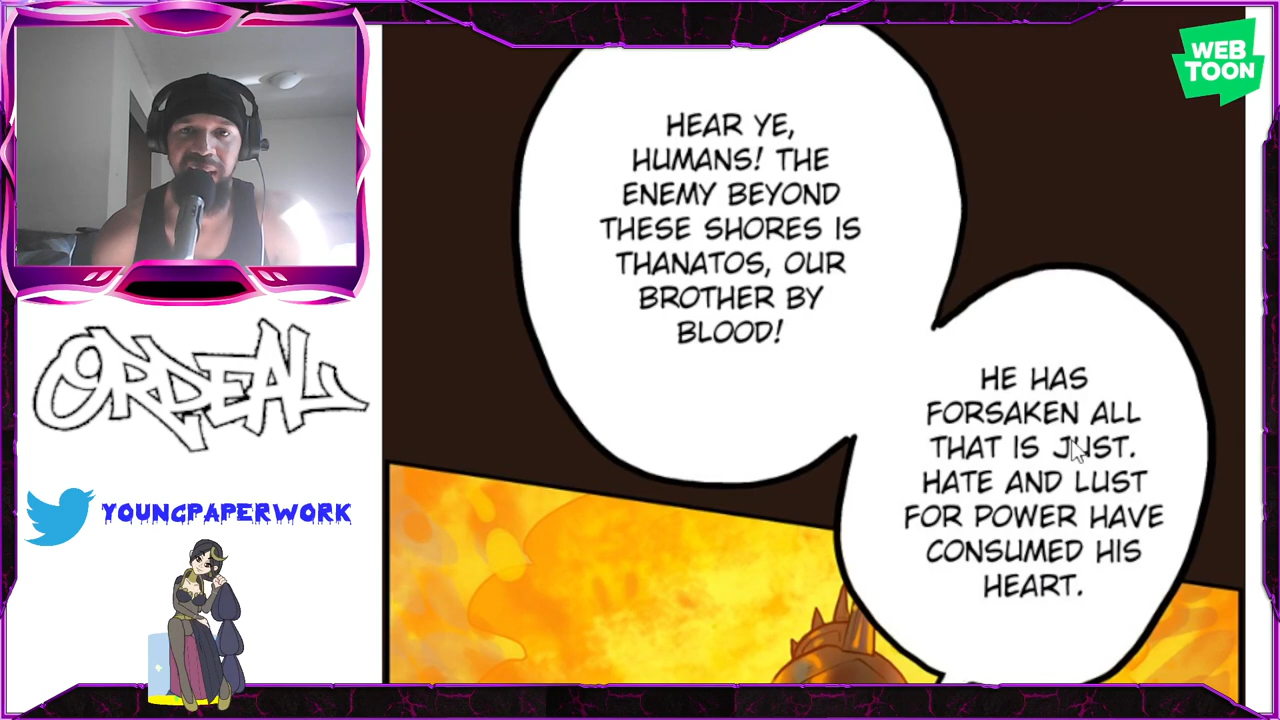 WEB
TOON
HEAR YE,
HUMANS! THE
ENEMY BEYOND
THESE SHORES IS
THANATOS, OUR
BROTHER BY
BLOOD!
HE HAS
FORSAKEN ALL
THAT IS JUST.
HATE AND LUST
FOR POWER HAVE
CONSUMED HIS
HEART.
ORDEAL
YOUNGPAPERWORK